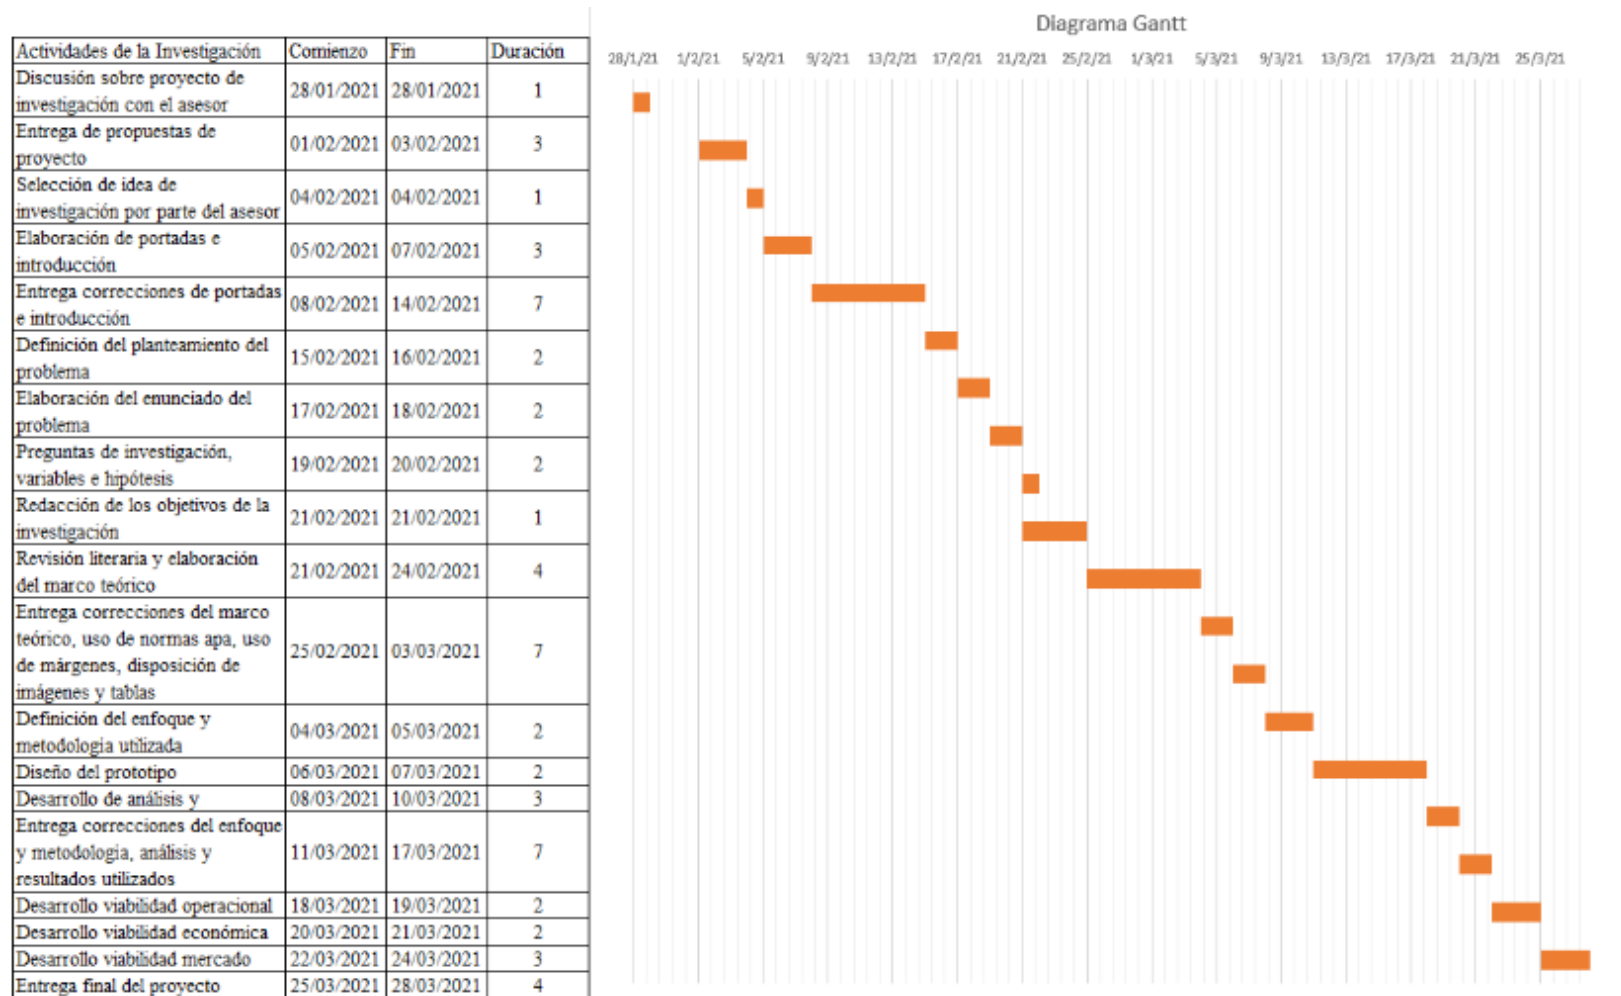 Diagrama Gantt
Actividades de la Investigación Comienzo Fin Duración
28/1/21 1/2/21 5/2/21 9/2/21 13/2/21 17/2/21 21/2/21 25/2/21 1/3/21 5/3/21 9/3/21 13/3/21 17/3/21 21/3/21 25/3/21
Discusión sobre proyecto de
investigación con el asesor
28/01/2021 28/01/2021 1
Entrega de propuestas de
proyecto
01/02/2021 03/02/2021 3
Selección de idea de
investigación por parte del asesor
04/02/2021 04/02/2021 1
Elaboración de portadas e
introducción
05/02/2021 07/02/2021 3
Entrega correcciones de portadas
e introducción
08/02/2021 14/02/2021 7
Definición del planteamiento del
problema
15/02/2021 16/02/2021 2
Elaboración del enunciado del
problema
17/02/2021 18/02/2021 2
Preguntas de investigación,
variables e hipótesis
19/02/2021 20/02/2021 2
Redacción de los objetivos de la
investigación
21/02/2021 21/02/2021 1
Revisión literaria y elaboración
del marco teórico
21/02/2021 24/02/2021 4
Entrega correcciones del marco
teórico, uso de normas apa, uso
de márgenes, disposición de
imágenes y tablas
25/02/2021 03/03/2021 7
Definición del enfoque y
metodologia utilizada
04/03/2021 05/03/2021 2
Diseño del prototipo 06/03/2021 07/03/2021 2
Desarrollo de análisis y 08/03/2021 10/03/2021 3
Entrega correcciones del enfoque
y metodologia, análisis y
resultados utilizados
11/03/2021 17/03/2021 7
Desarrollo viabilidad operacional 18/03/2021 19/03/2021 2
Desarrollo viabilidad económica 20/03/2021 21/03/2021 2
Desarrollo viabilidad mercado 22/03/2021 24/03/2021 3
Entrega final del proyecto 25/03/2021 28/03/2021 4